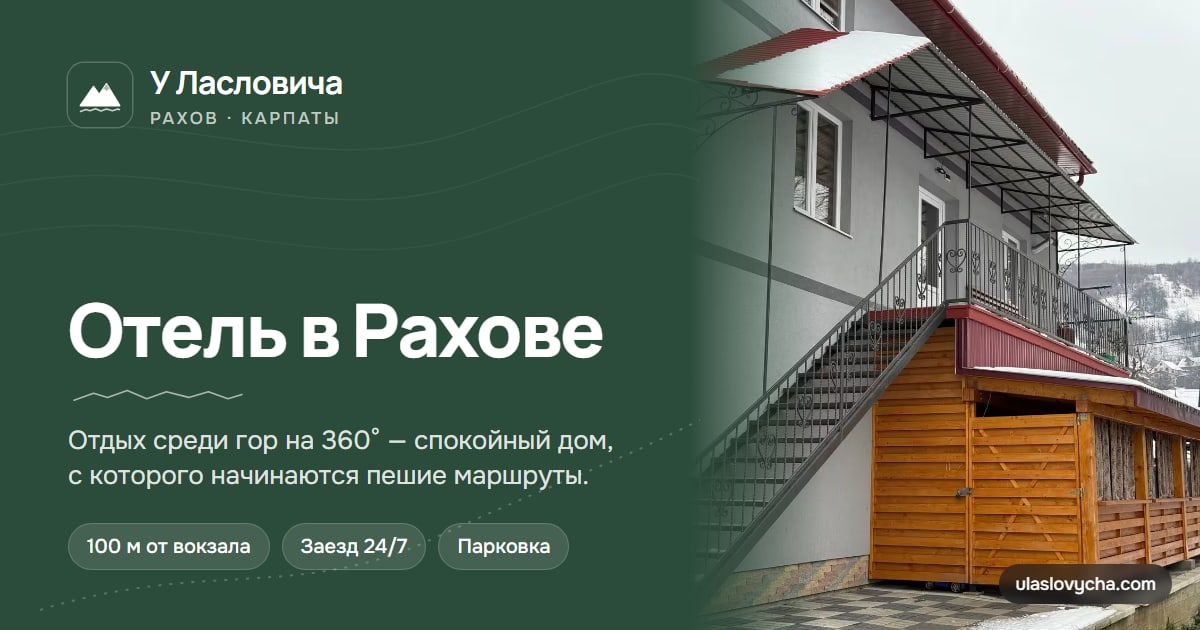 У Ласловича
РАХОВ · КАРПАТЫ
Отель в Рахове
Отдых среди гор на 360° — спокойный дом,
с которого начинаются пешие маршруты.
100 м от вокзала
Заезд 24/7
Парковка
ulaslovycha.com